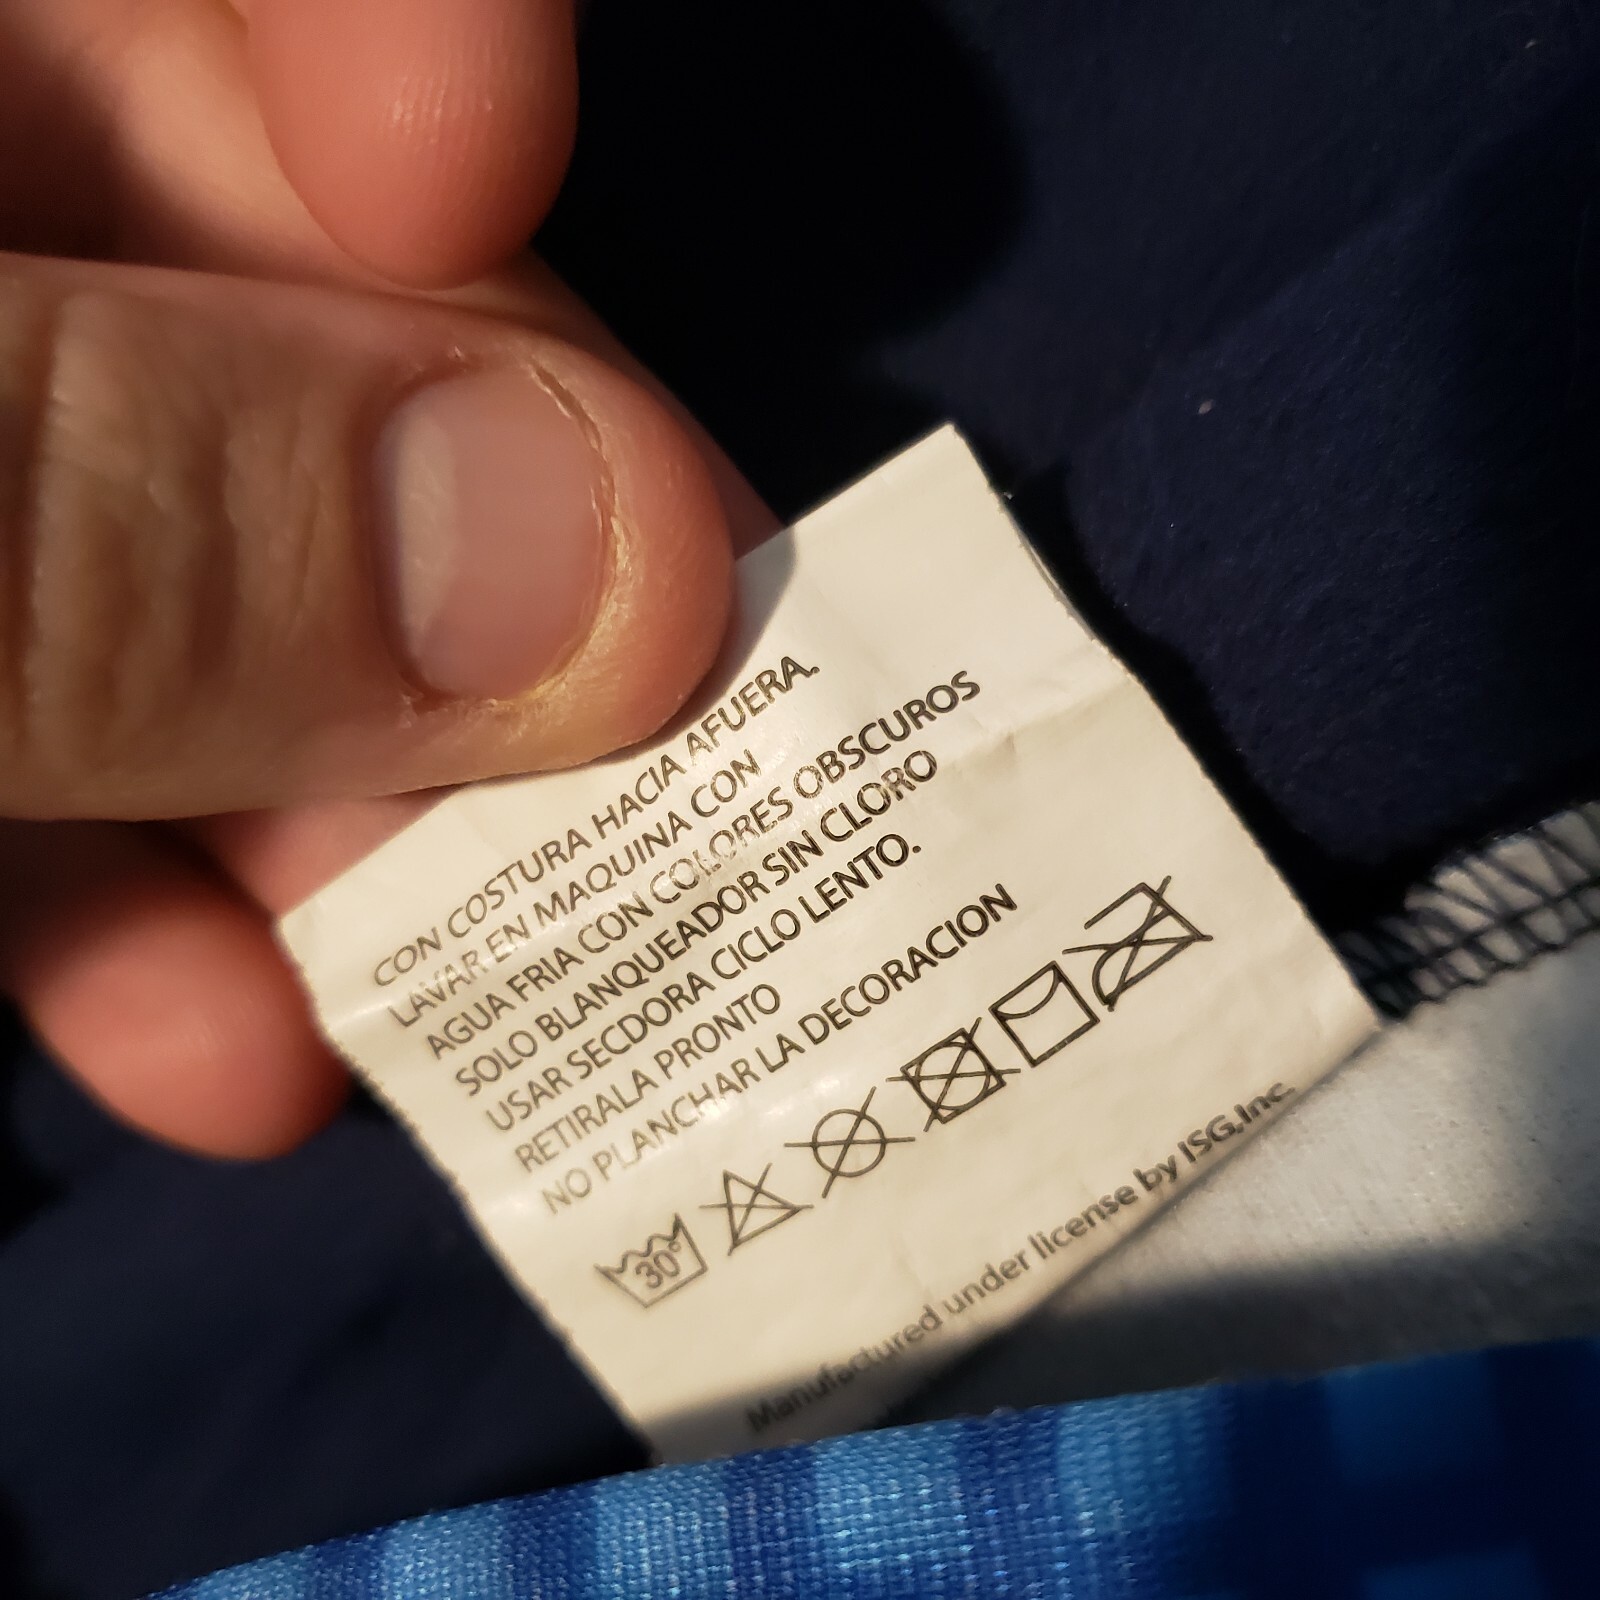 CON COSTURA HACIA AFUERA.
LAVAR EN MAQUINA CON
AGUA FRIA CON COLORES OBSCUROS
SOLO BLANQUEADOR SIN CLORO
USAR SECDORA CICLO LENTO.
RETIRALA PRONTO
NO PLANCHAR LA DECORACION
30°
Manufactured under license by ISG,Inc.